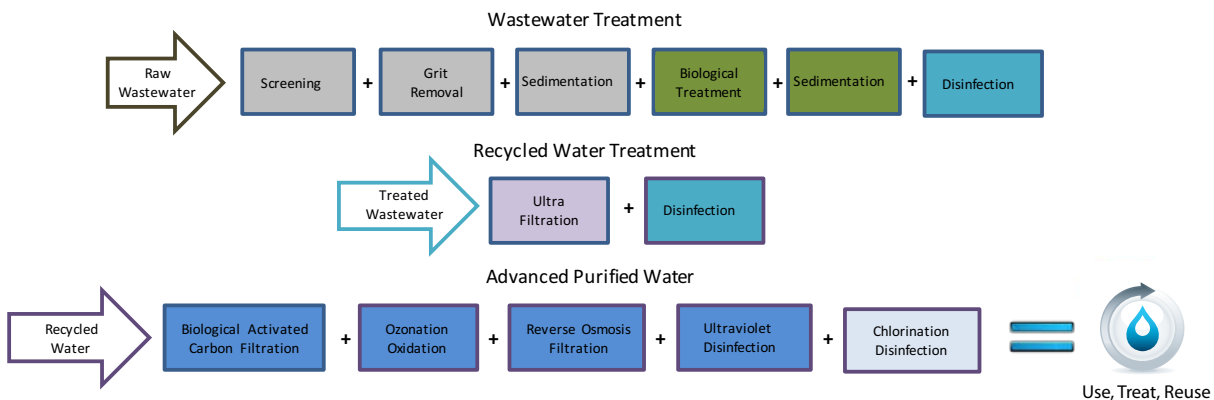 Wastewater Treatment
Raw
Wastewater
Screening
+
Grit
Removal
+
Sedimentation
+
Biological
Treatment
+
Sedimentation
+
Disinfection
Recycled Water Treatment
Treated
Wastewater
Ultra
Filtration
+
Disinfection
Advanced Purified Water
Recycled
Water
Biological Activated
Carbon Filtration
+
Ozonation
Oxidation
+
Reverse Osmosis
Filtration
+
Ultraviolet
Disinfection
+
Chlorination
Disinfection
=
Use, Treat, Reuse